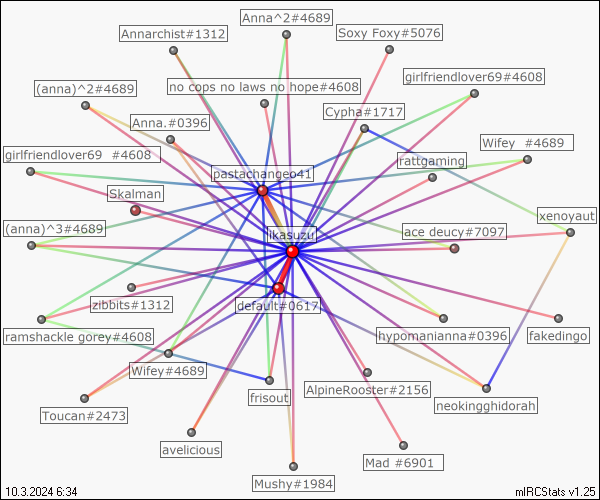 Anna^2#4689
Annarchist#1312
Soxy Foxy#5076
girlfriendlover69#4608
(anna)^2#4689
no cops no laws no hope#4608
Cypha#1717
Anna.#0396
Wifey  #4689
girlfriendlover69  #4608
rattgaming
pastachangeo41
Skalman
xenoyaut
(anna)^3#4689
ikasuzu
ace deucy#7097
zibbits#1312
default#0617
ramshackle gorey#4608
hypomanianna#0396
fakedingo
Wifey#4689
frisout
AlpineRooster#2156
neokingghidorah
Toucan#2473
avelicious
Mad #6901
Mushy#1984
10.3.2024 6:34
mIRCStats v1.25